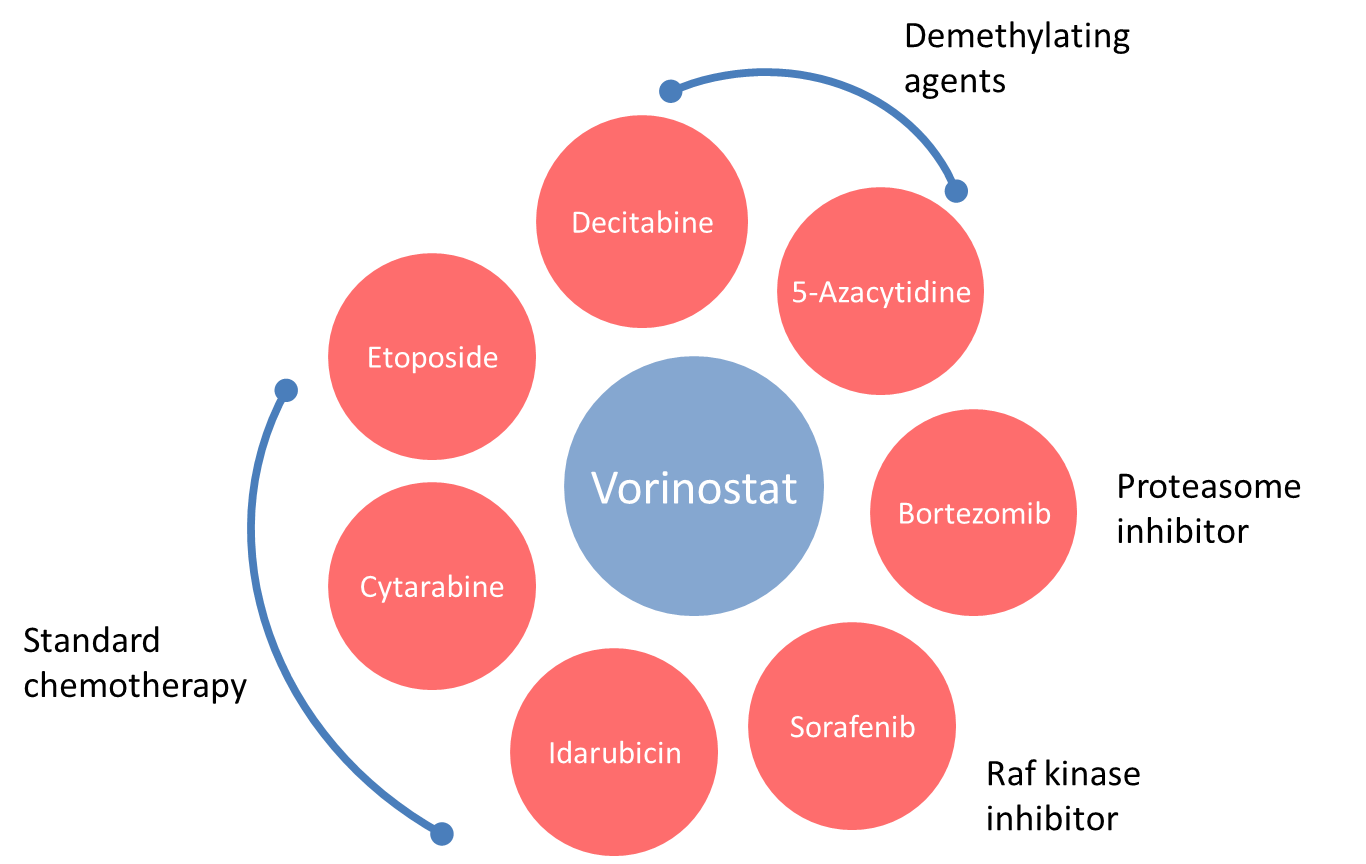 Demethylating
agents
Decitabine
5-Azacytidine
Etoposide
Vorinostat
Bortezomib
Proteasome
inhibitor
Cytarabine
Standard
chemotherapy
Idarubicin
Sorafenib
Raf kinase
inhibitor